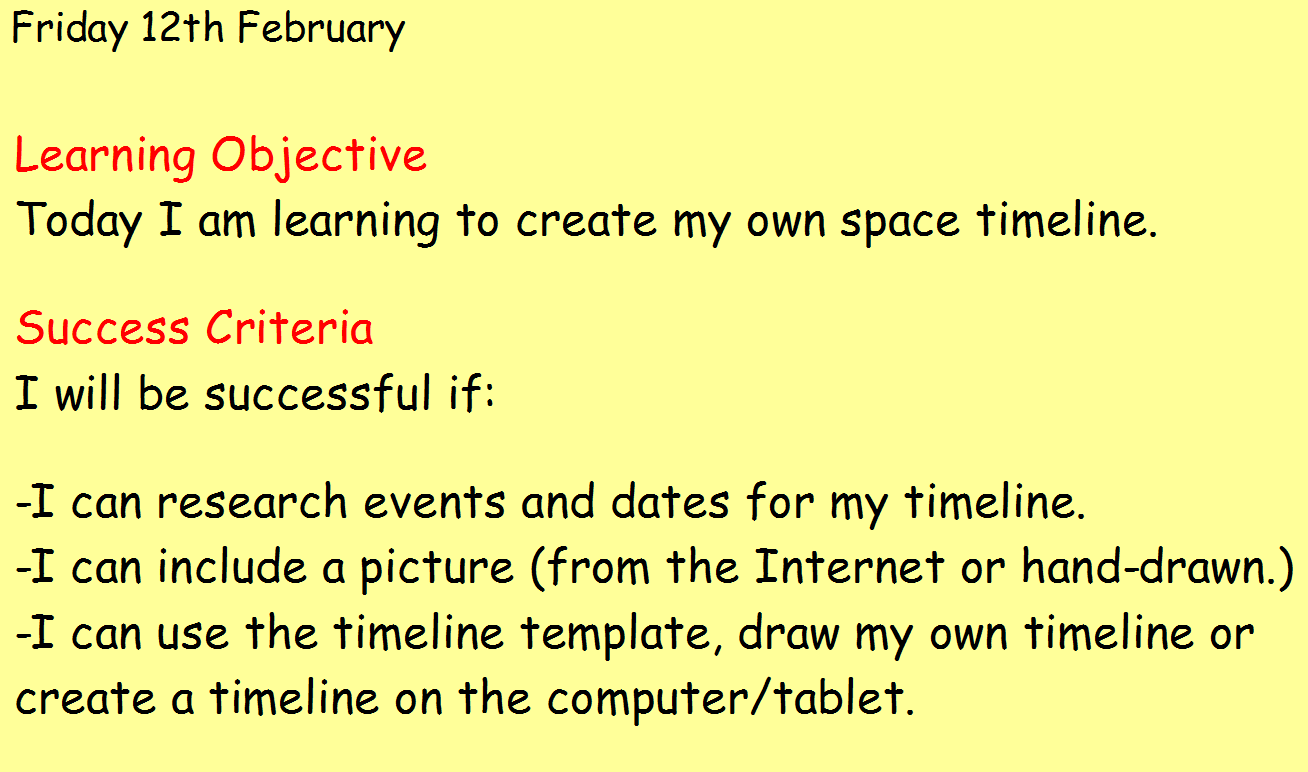 Friday 12th February
Learning Objective
Today I am learning to create my own space timeline.
Success Criteria
I will be successful if:
-I can research events and dates for my timeline.
-I can include a picture (from the Internet or hand-drawn.)
-I can use the timeline template, draw my own timeline or
create a timeline on the computer/tablet.